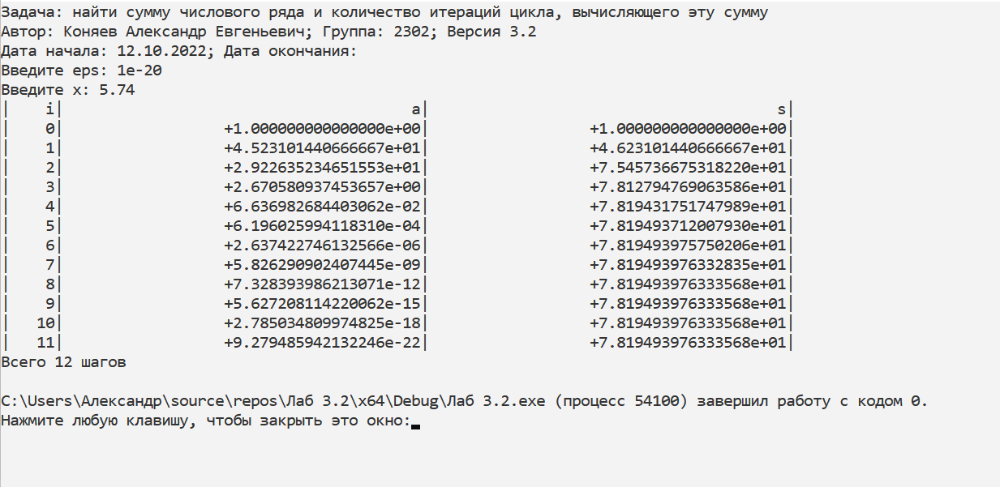 Задача: найти сумму числового ряда и количество итераций цикла, вычисляющего эту сумму
Автор: Коняев Александр Евгеньевич; Группа: 2302; Версия 3.2
Дата начала: 12.10.2022; Дата окончания:
Введите eps: 1e-20
Введите x: 5.74
| i| a| s|
| 0| +1.000000000000000e+00| +1.000000000000000e+00|
| 1| +4.523101440666667e+01| +4.623101440666667e+01|
| 2| +2.922635234651553e+01| +7.545736675318220e+01|
| 3| +2.670580937453657e+00| +7.812794769063586e+01|
| 4| +6.636982684403062e-02| +7.819431751747989e+01|
| 5| +6.196025994118310e-04| +7.819493712007930e+01|
| 6| +2.637422746132566e-06| +7.819493975750206e+01|
| 7| +5.826290902407445e-09| +7.819493976332835e+01|
| 8| +7.328393986213071e-12| +7.819493976333568e+01|
| 9| +5.627208114220062e-15| +7.819493976333568e+01|
| 10| +2.785034809974825e-18| +7.819493976333568e+01|
| 11| +9.279485942132246e-22| +7.819493976333568e+01|
Всего 12 шагов
C:\Users\Александр\source\repos\Лаб 3.2\x64\Debug\Лаб 3.2.exe (процесс 54100) завершил работу с кодом 0.
Нажмите любую клавишу, чтобы закрыть это окно: